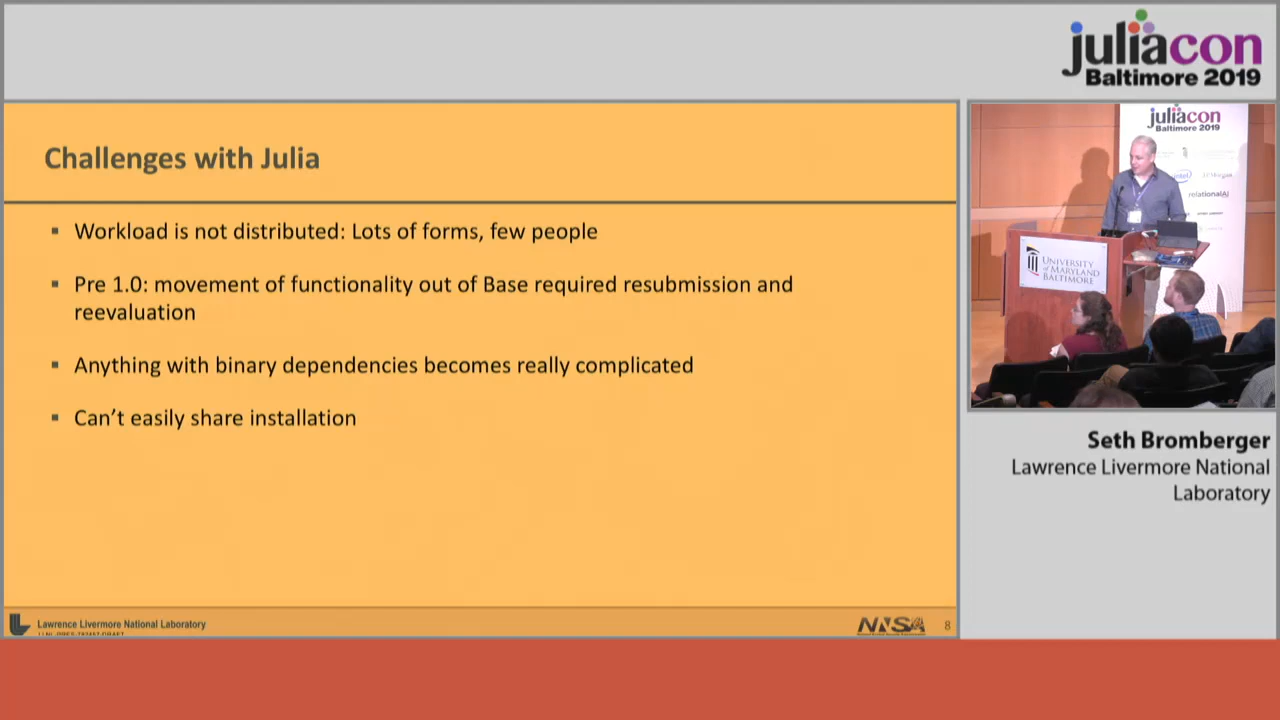 juliacon
Baltimore 2019
Challenges with Julia
▪ Workload is not distributed: Lots of forms, few people
▪ Pre 1.0: movement of functionality out of Base required resubmission and
reevaluation
▪ Anything with binary dependencies becomes really complicated
▪ Can't easily share installation
juliacon
Baltimore 2019
intel
relationalAI
UNIVERSITY
OF MARYLAND
BALTIMORE
Seth Bromberger
Lawrence Livermore National
Laboratory
Lawrence Livermore National Laboratory
NNSA
8